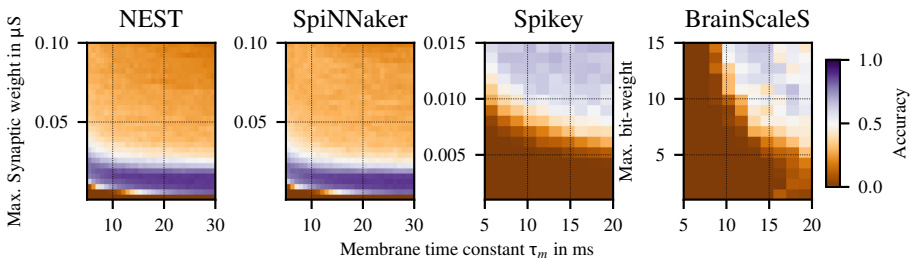 NEST SpiNNaker Spikey BrainScaleS
Max. Synaptic weight in µS
0.10
0.05
10 20 30
0.10
0.05
10 20 30
0.015
0.010
0.005
5 10 15 20
Max. bit-weight
15
10
5
5 10 15 20
1.0
0.5
0.0
Accuracy
Membrane time constant τm in ms